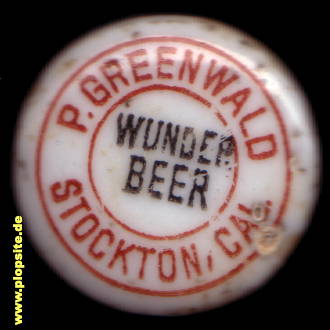 P. GREENWALD
WUNDER
BEER
STOCKTON, CAL.
www.plopsite.de